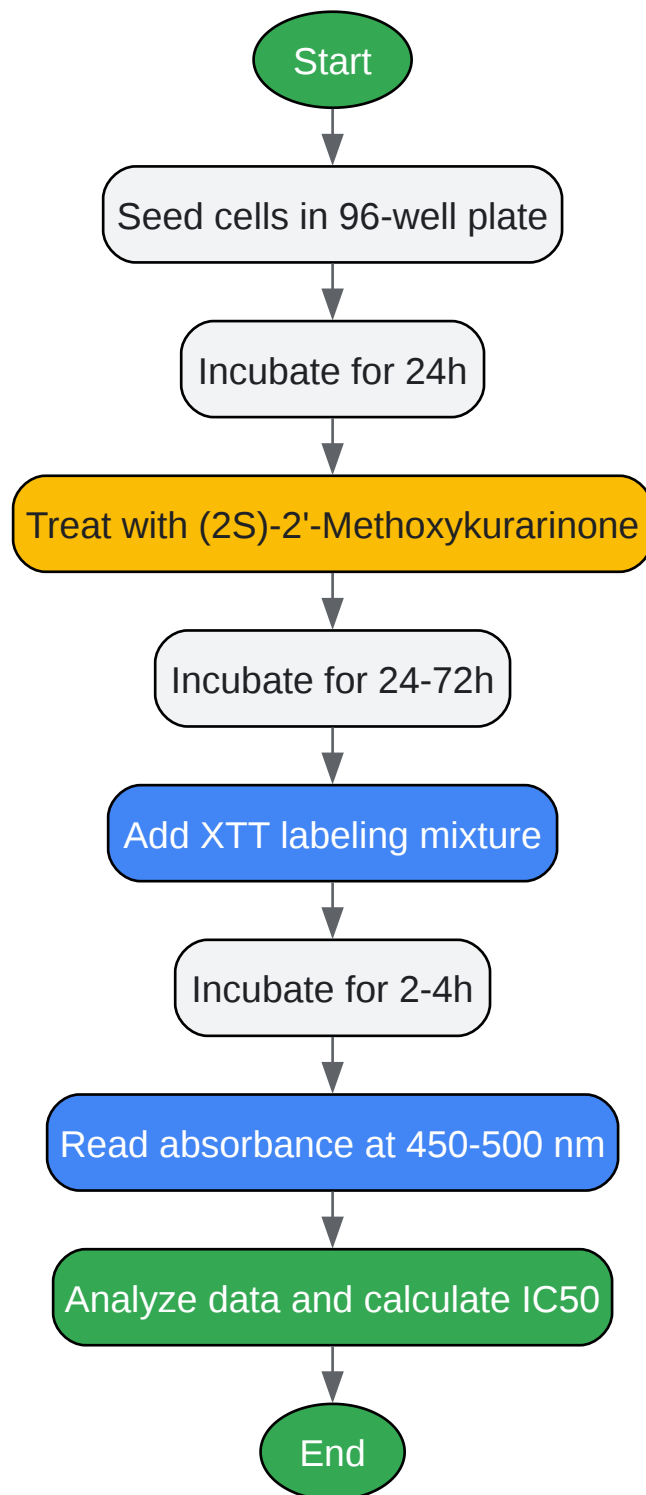 Start
Seed cells in 96-well plate
Incubate for 24h
Treat with (2S)-2'-Methoxykurarinone
Incubate for 24-72h
Add XTT labeling mixture
Incubate for 2-4h
Read absorbance at 450-500 nm
Analyze data and calculate IC50
End